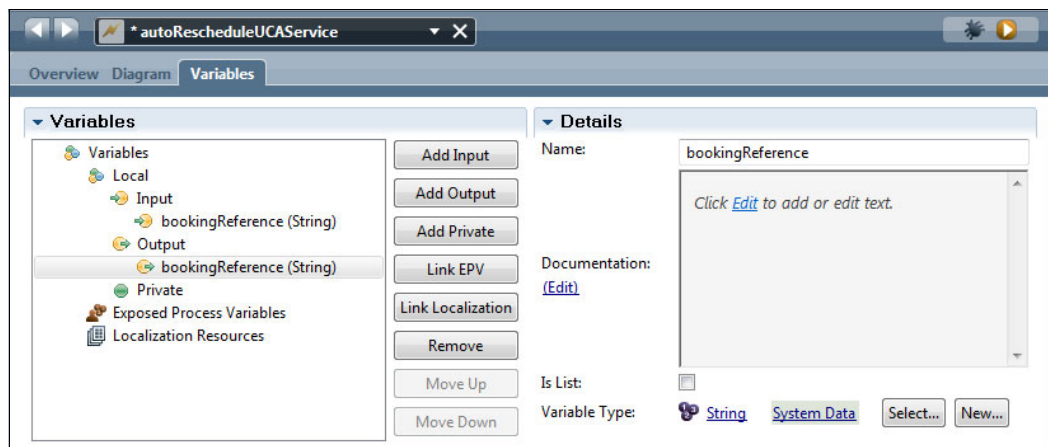 * autoRescheduleUCAService
Overview Diagram Variables
Variables
Variables
Local
Input
bookingReference (String)
Output
bookingReference (String)
Private
Exposed Process Variables
Localization Resources
Add Input
Add Output
Add Private
Link EPV
Link Localization
Remove
Move Up
Move Down
Details
Name: bookingReference
Click Edit to add or edit text.
Documentation:
(Edit)
Is List:
Variable Type: String System Data Select... New...